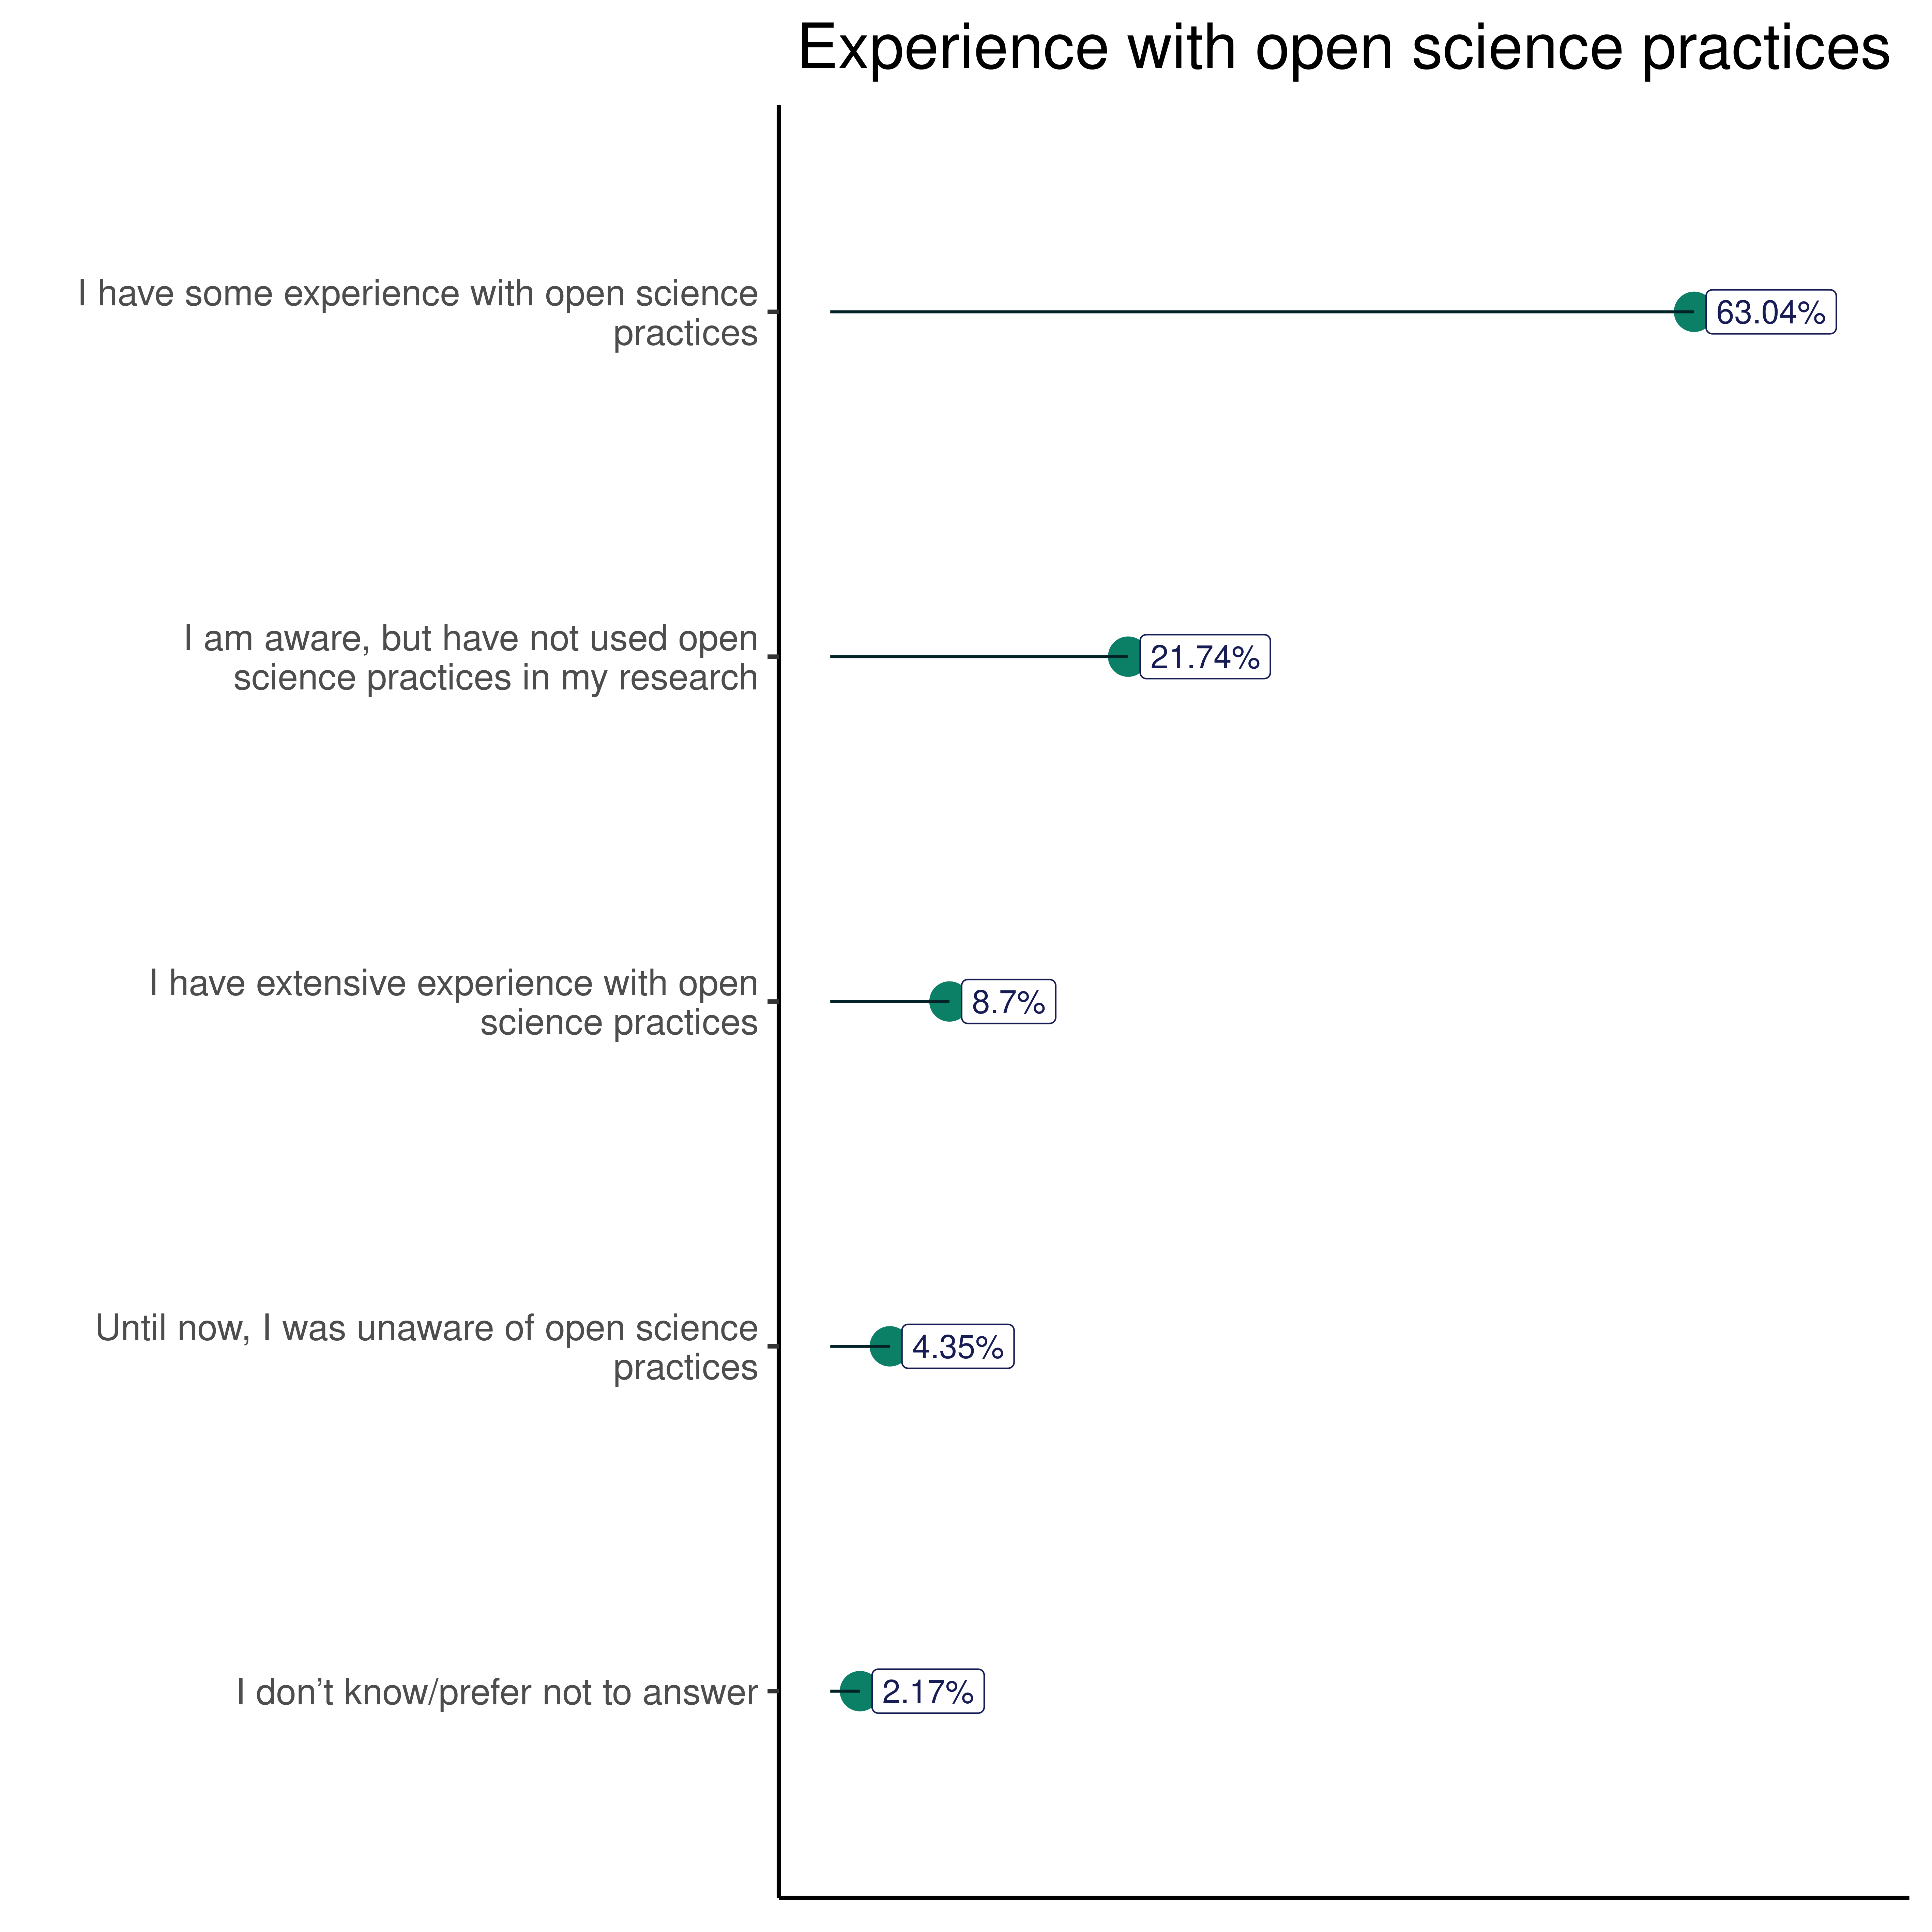 Experience with open science practices
I have some experience with open science
practices
63.04%
I am aware, but have not used open
science practices in my research
21.74%
I have extensive experience with open
science practices
8.7%
Until now, I was unaware of open science
practices
4.35%
I don’t know/prefer not to answer
2.17%